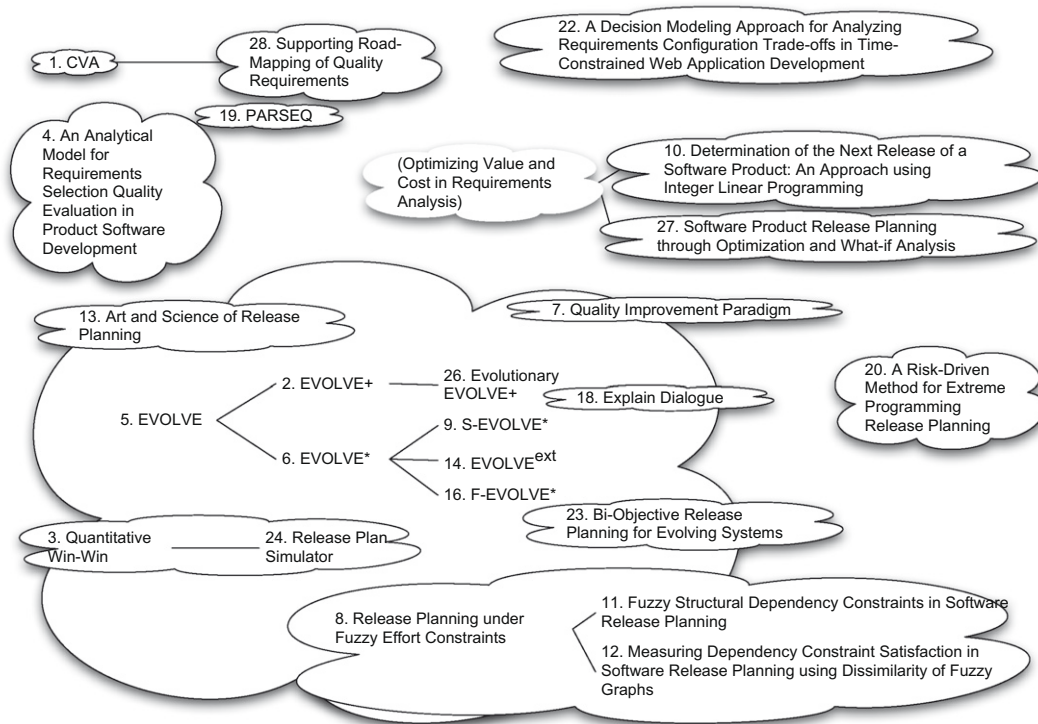 1. CVA
28. Supporting Road-
Mapping of Quality
Requirements
22. A Decision Modeling Approach for Analyzing
Requirements Configuration Trade-offs in Time-
Constrained Web Application Development
19. PARSEQ
4. An Analytical
Model for
Requirements
Selection Quality
Evaluation in
Product Software
Development
(Optimizing Value and
Cost in Requirements
Analysis)
10. Determination of the Next Release of a
Software Product: An Approach using
Integer Linear Programming
27. Software Product Release Planning
through Optimization and What-if Analysis
13. Art and Science of Release
Planning
7. Quality Improvement Paradigm
5. EVOLVE
2. EVOLVE+
26. Evolutionary
EVOLVE+
18. Explain Dialogue
6. EVOLVE*
9. S-EVOLVE*
14. EVOLVEext
16. F-EVOLVE*
20. A Risk-Driven
Method for Extreme
Programming
Release Planning
3. Quantitative
Win-Win
24. Release Plan
Simulator
23. Bi-Objective Release
Planning for Evolving Systems
8. Release Planning under
Fuzzy Effort Constraints
11. Fuzzy Structural Dependency Constraints in Software
Release Planning
12. Measuring Dependency Constraint Satisfaction in
Software Release Planning using Dissimilarity of Fuzzy
Graphs